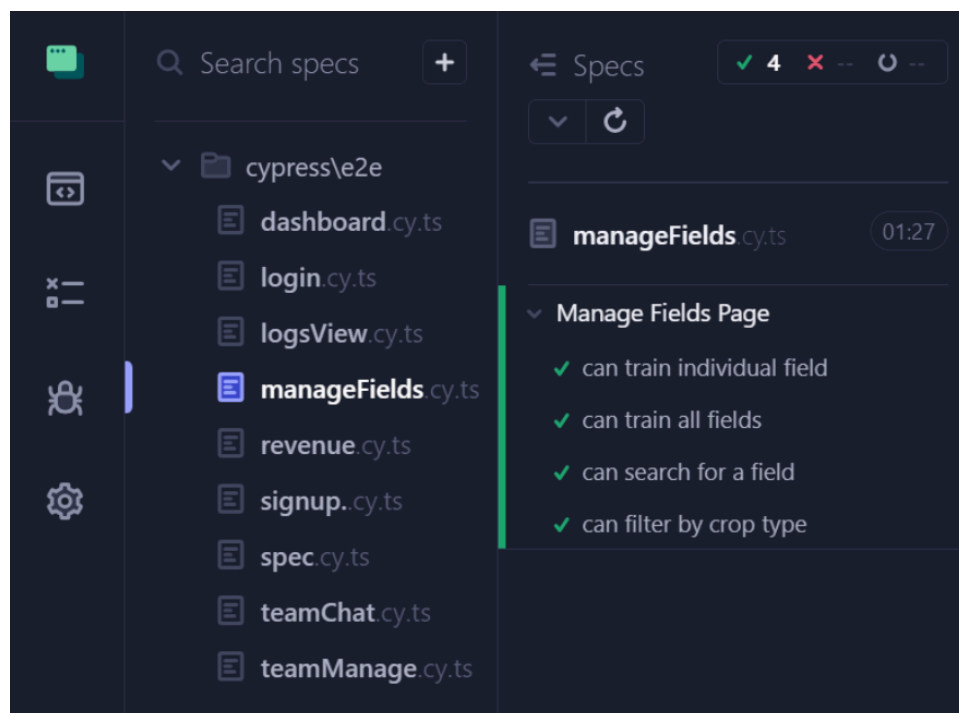 Search specs
+
cypress\e2e
dashboard.cy.ts
login.cy.ts
logsView.cy.ts
manageFields.cy.ts
revenue.cy.ts
signup..cy.ts
spec.cy.ts
teamChat.cy.ts
teamManage.cy.ts
Specs
4 -- --
manageFields.cy.ts 01:27
Manage Fields Page
can train individual field
can train all fields
can search for a field
can filter by crop type